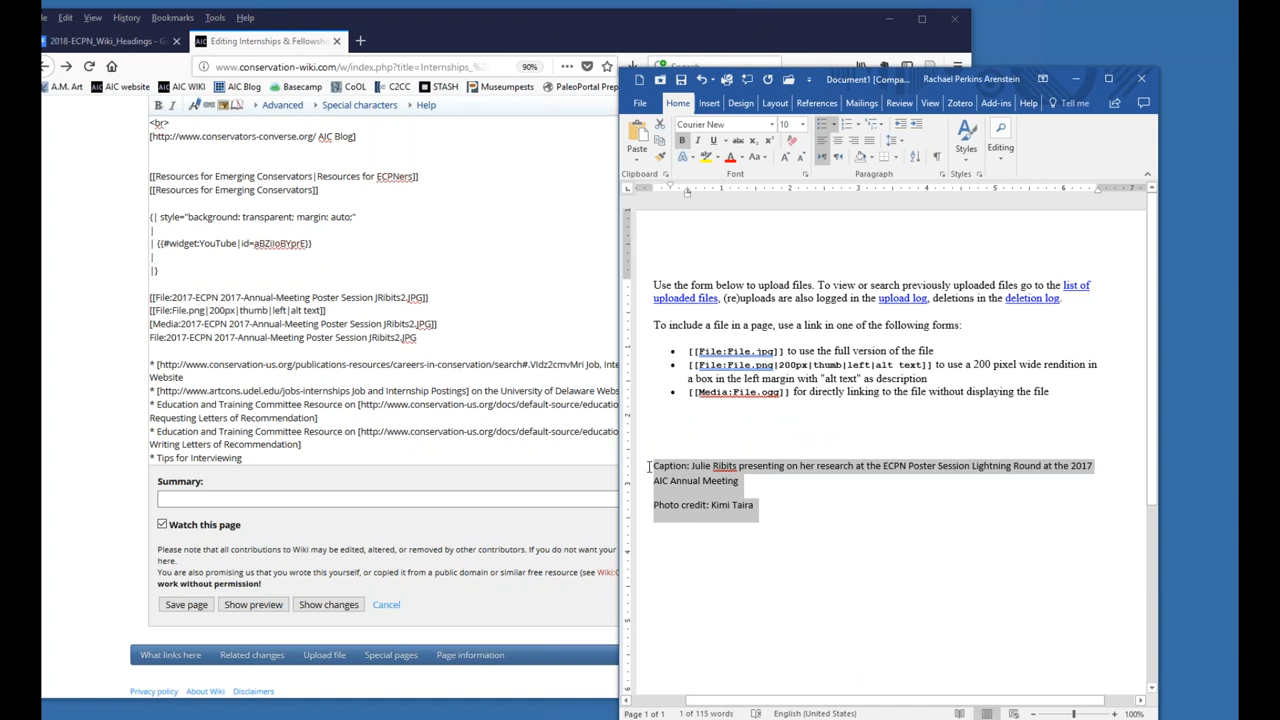 Edit View History Bookmarks Tools Help
2018-ECPN_Wiki_Headings - G
Editing Internships & Fellowsh
www.conservation-wiki.com/w/index.php?title=Internships_
90%
A.M. Art AIC website AIC WIKI AIC Blog Basecamp CoOL C2CC STASH Museumpests PaleoPortal Prep
B I Advanced Special characters Help
<br>
[http://www.conservators-converse.org/ AIC Blog]
[[Resources for Emerging Conservators|Resources for ECPNers]]
[[Resources for Emerging Conservators]]
{| style="background: transparent; margin: auto;"
|
| {{#widget:YouTube|id=aBZiioBYprE}}
|
|}
[[File:2017-ECPN 2017-Annual-Meeting Poster Session JRibits2.JPG]]
[[File:File.png|200px|thumb|left|alt text]]
[Media:2017-ECPN 2017-Annual-Meeting Poster Session JRibits2.JPG]]
File:2017-ECPN 2017-Annual-Meeting Poster Session JRibits2.JPG
* [http://www.conservation-us.org/publications-resources/careers-conservation/search#.VIdz2cmvMri Job, Inte
Website
* [http://www.artcons.udel.edu/jobs-internships Job and Internship Postings] on the University of Delaware Web
* Education and Training Committee Resource on [http://www.conservation-us.org/docs/default-source/education
Requesting Letters of Recommendation]
* Education and Training Committee Resource on [http://www.conservation-us.org/docs/default-source/education
Writing Letters of Recommendation]
* Tips for Interviewing
Summary:
Watch this page
Please note that all contributions to Wiki may be edited, altered, or removed by other contributors. If you do not want your
here.
You are also promising us that you wrote this yourself, or copied it from a public domain or similar free resource (see Wiki:C
work without permission!
Save page Show preview Show changes Cancel
What links here Related changes Upload file Special pages Page information
Privacy policy About Wiki Disclaimers
Document1 [Compa... Rachael Perkins Arenstein
File Home Insert Design Layout References Mailings Review View Zotero Add-ins Help Tell me
Courier New 10
Paste
B I U abc x₂ x²
A A Aa A A
Styles
Editing
Clipboard Font Paragraph Styles
1 2 3 4 5 6 7
Use the form below to upload files. To view or search previously uploaded files go to the list of
uploaded files, (re)uploads are also logged in the upload log, deletions in the deletion log.
To include a file in a page, use a link in one of the following forms:
• [[File:File.jpg]] to use the full version of the file
• [[File:File.png|200px|thumb|left|alt text]] to use a 200 pixel wide rendition in
a box in the left margin with "alt text" as description
• [[Media:File.ogg]] for directly linking to the file without displaying the file
Caption: Julie Ribits presenting on her research at the ECPN Poster Session Lightning Round at the 2017
AIC Annual Meeting
Photo credit: Kimi Taira
Page 1 of 1 1 of 115 words English (United States) 100%